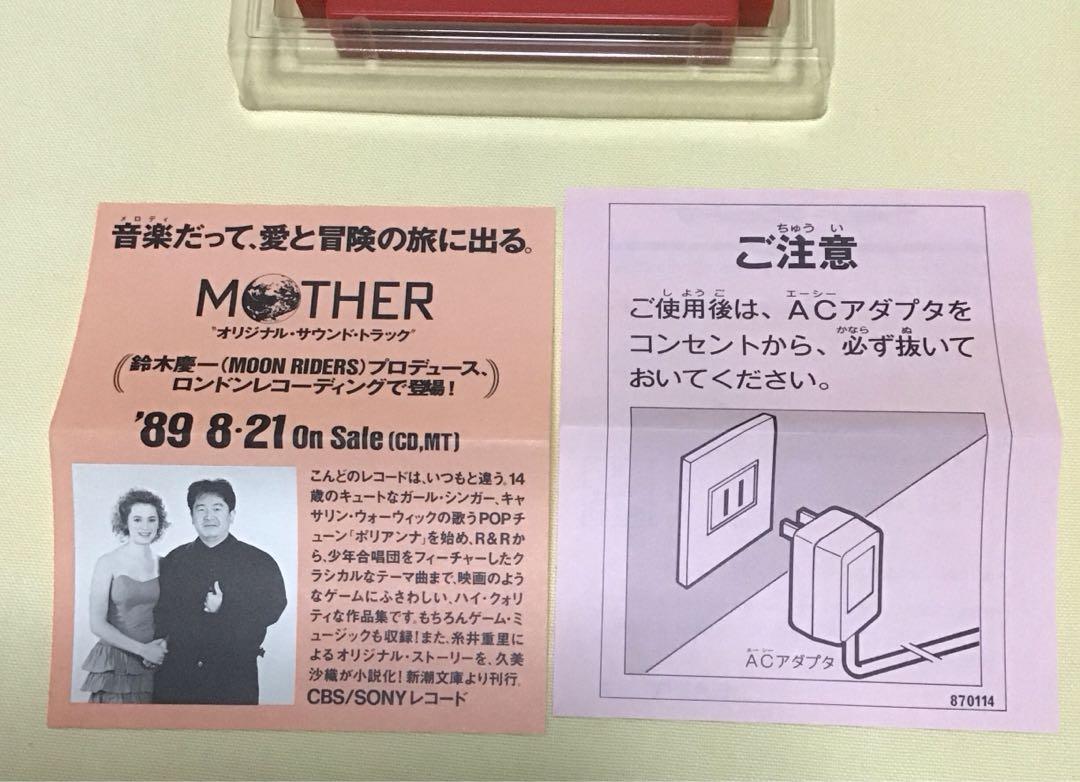 メロディ
音楽だって、愛と冒険の旅に出る。
MOTHER
"オリジナル・サウンド・トラック"
鈴木慶一(MOON RIDERS)プロデュース、
ロンドンレコーディングで登場!
'89 8・21 On Sale (CD,MT)
こんどのレコードは、いつもと違う。14
歳のキュートなガール・シンガー、キャ
サリン・ウォーウィックの歌うPOPチ
ューン「ポリアンナ」を始め、R&Rか
ら、少年合唱団をフィーチャーしたク
ラシカルなテーマ曲まで、映画のよう
なゲームにふさわしい、ハイ・クォリ
ティな作品集です。もちろんゲーム・ミ
ュージックも収録!また、糸井重里に
よるオリジナル・ストーリーを、久美
沙織が小説化!新潮文庫より刊行。
CBS/SONYレコード
ちゅうい
ご注意
しようご エーシー
ご使用後は、ACアダプタを
かなら ぬ
コンセントから、必ず抜いて
おいてください。
エーシー
ACアダプタ
870114